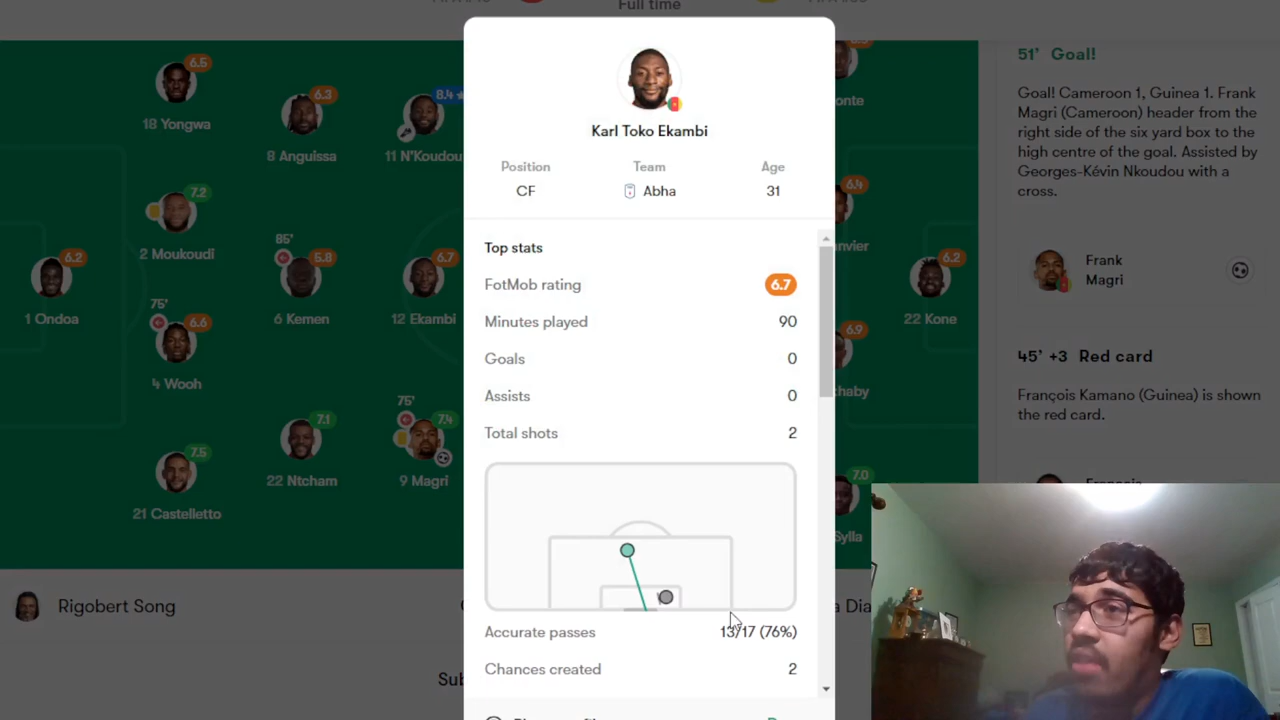 Full time
Karl Toko Ekambi
Position
Team
Age
CF
Abha
31
Top stats
FotMob rating
6.7
Minutes played
90
Goals
0
Assists
0
Total shots
2
Accurate passes
13/17 (76%)
Chances created
2
6.5
18 Yongwa
6.3
8 Anguissa
8.4
11 N'Koudou
7.2
2 Moukoudi
85'
5.8
6 Kemen
6.7
12 Ekambi
6.2
1 Ondoa
75'
6.6
4 Wooh
7.1
22 Ntcham
75'
7.4
9 Magri
7.5
21 Castelletto
Rigobert Song
6.4
6.2
22 Kone
6.9
7.0
Sylla
51' Goal!
Goal! Cameroon 1, Guinea 1. Frank
Magri (Cameroon) header from the
right side of the six yard box to the
high centre of the goal. Assisted by
Georges-Kévin Nkoudou with a
cross.
Frank
Magri
45' +3 Red card
François Kamano (Guinea) is shown
the red card.